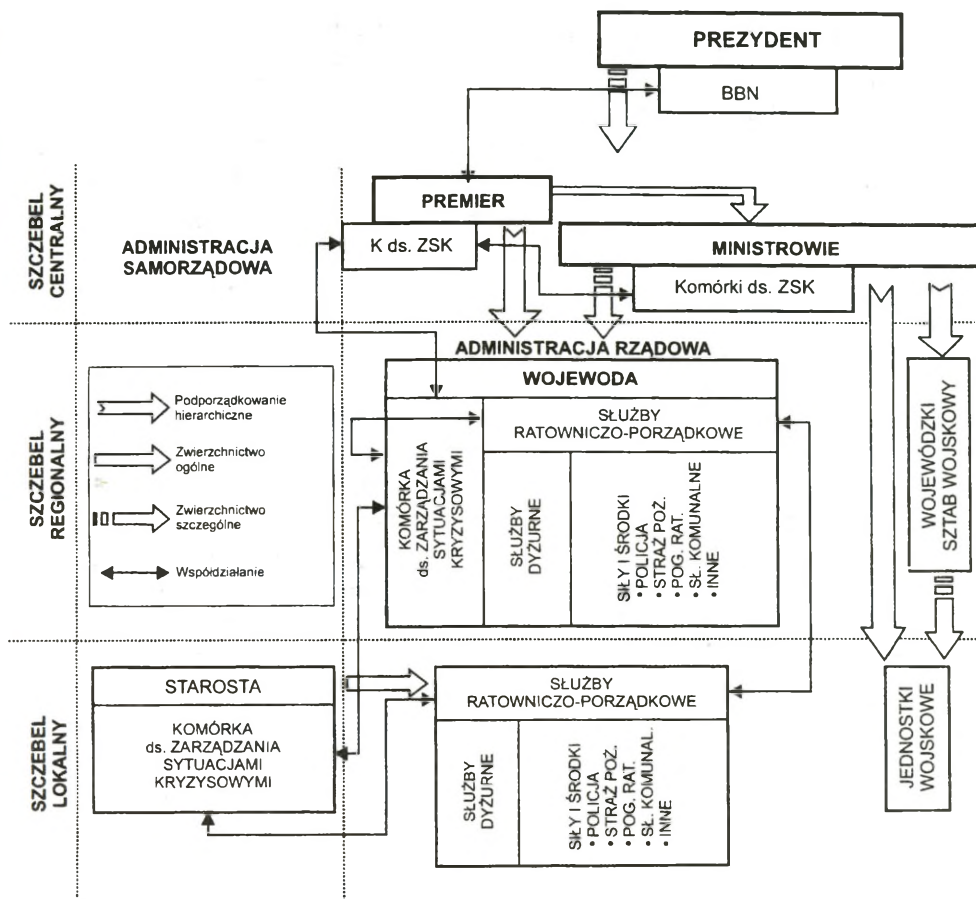 PREZYDENT
BBN
SZCZEBEL
CENTRALNY
ADMINISTRACJA
SAMORZĄDOWA
PREMIER
K ds. ZSK
MINISTROWIE
Komórki ds. ZSK
ADMINISTRACJA RZĄDOWA
SZCZEBEL
REGIONALNY
Podporządkowanie
hierarchiczne
Zwierzchnictwo
ogólne
Zwierzchnictwo
szczególne
Współdziałanie
WOJEWODA
KOMÓRKA
ds. ZARZĄDZANIA
SYTUACJAMI
KRYZYSOWYMI
SŁUŻBY
RATOWNICZO-PORZĄDKOWE
SŁUŻBY
DYŻURNE
SIŁY I ŚRODKI
• POLICJA
• STRAŻ POŻ.
• POG. RAT.
• SŁ. KOMUNALNE
• INNE
WOJEWÓDZKI
SZTAB WOJSKOWY
SZCZEBEL
LOKALNY
STAROSTA
KOMÓRKA
ds. ZARZĄDZANIA
SYTUACJAMI
KRYZYSOWYMI
SŁUŻBY
RATOWNICZO-PORZĄDKOWE
SŁUŻBY
DYŻURNE
SIŁY I ŚRODKI
• POLICJA
• STRAŻ POŻ.
• POG. RAT.
• SŁ. KOMUNAL.
• INNE
JEDNOSTKI
WOJSKOWE